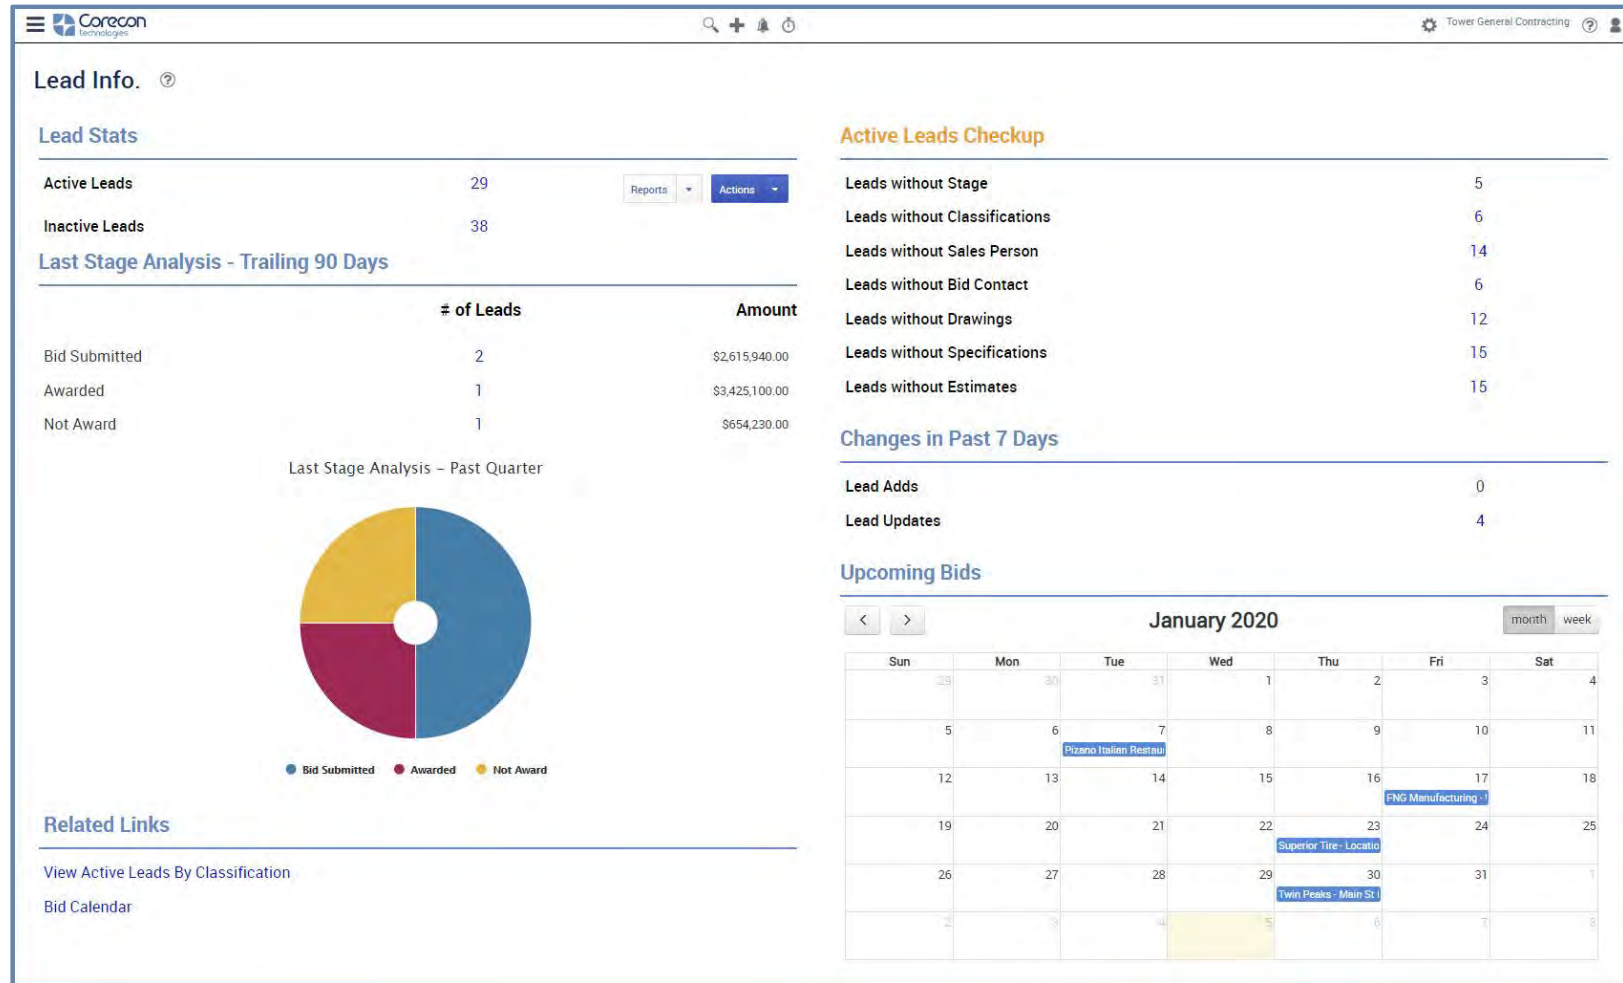 Corecon
technologies
Tower General Contracting
Lead Info.
Lead Stats
Active Leads 29
Reports Actions
Inactive Leads 38
Last Stage Analysis - Trailing 90 Days
# of Leads Amount
Bid Submitted 2 $2,615,940.00
Awarded 1 $3,425,100.00
Not Award 1 $654,230.00
Last Stage Analysis – Past Quarter
Bid Submitted Awarded Not Award
Related Links
View Active Leads By Classification
Bid Calendar
Active Leads Checkup
Leads without Stage 5
Leads without Classifications 6
Leads without Sales Person 14
Leads without Bid Contact 6
Leads without Drawings 12
Leads without Specifications 15
Leads without Estimates 15
Changes in Past 7 Days
Lead Adds 0
Lead Updates 4
Upcoming Bids
January 2020
month week
Sun Mon Tue Wed Thu Fri Sat
29 30 31 1 2 3 4
5 6 7 8 9 10 11
Pizano Italian Restau
12 13 14 15 16 17 18
FNG Manufacturing -
19 20 21 22 23 24 25
Superior Tire - Locatio
26 27 28 29 30 31 1
Twin Peaks - Main St
2 3 4 5 6 7 8